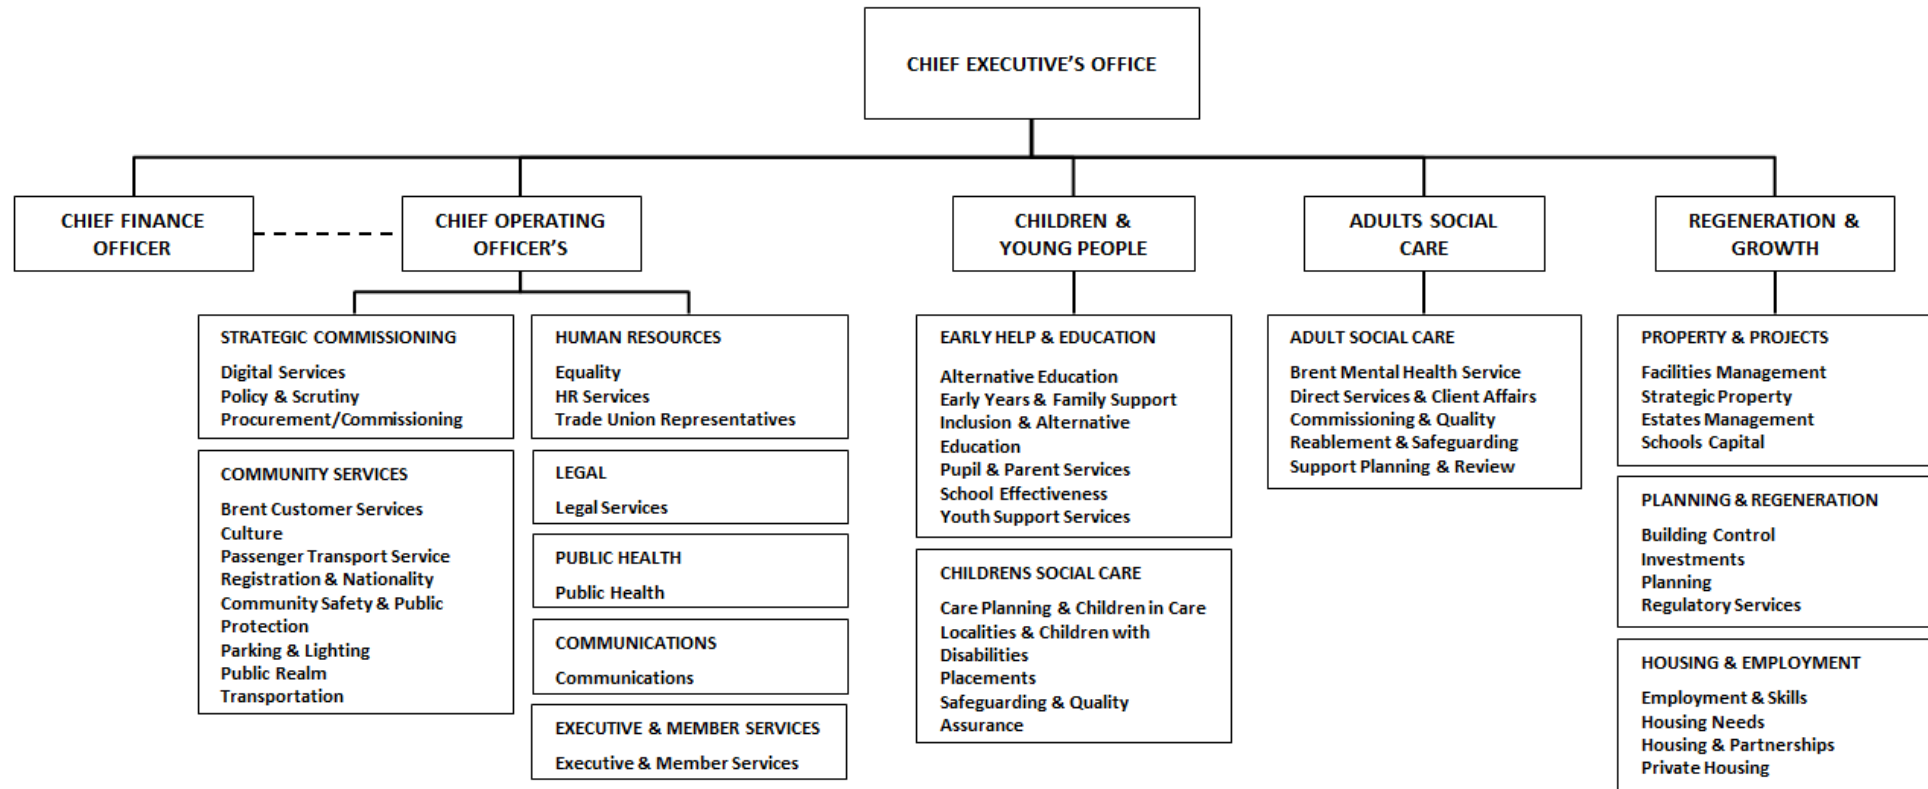 CHIEF EXECUTIVE'S OFFICE
CHIEF FINANCE
OFFICER
CHIEF OPERATING
OFFICER'S
CHILDREN &
YOUNG PEOPLE
ADULTS SOCIAL
CARE
REGENERATION &
GROWTH
STRATEGIC COMMISSIONING
Digital Services
Policy & Scrutiny
Procurement/Commissioning
COMMUNITY SERVICES
Brent Customer Services
Culture
Passenger Transport Service
Registration & Nationality
Community Safety & Public
Protection
Parking & Lighting
Public Realm
Transportation
HUMAN RESOURCES
Equality
HR Services
Trade Union Representatives
LEGAL
Legal Services
PUBLIC HEALTH
Public Health
COMMUNICATIONS
Communications
EXECUTIVE & MEMBER SERVICES
Executive & Member Services
EARLY HELP & EDUCATION
Alternative Education
Early Years & Family Support
Inclusion & Alternative
Education
Pupil & Parent Services
School Effectiveness
Youth Support Services
CHILDRENS SOCIAL CARE
Care Planning & Children in Care
Localities & Children with
Disabilities
Placements
Safeguarding & Quality
Assurance
ADULT SOCIAL CARE
Brent Mental Health Service
Direct Services & Client Affairs
Commissioning & Quality
Reablement & Safeguarding
Support Planning & Review
PROPERTY & PROJECTS
Facilities Management
Strategic Property
Estates Management
Schools Capital
PLANNING & REGENERATION
Building Control
Investments
Planning
Regulatory Services
HOUSING & EMPLOYMENT
Employment & Skills
Housing Needs
Housing & Partnerships
Private Housing